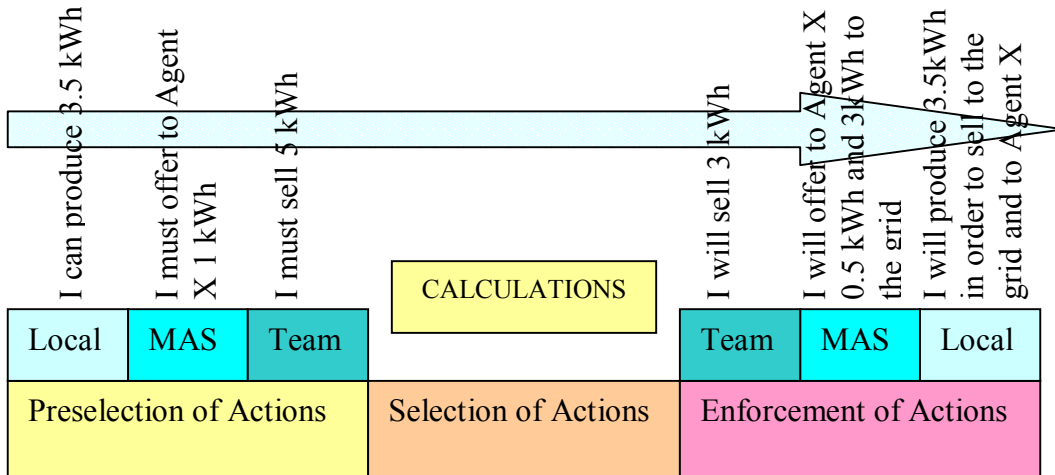 I can produce 3.5 kWh
I must offer to Agent
X 1 kWh
I must sell 5 kWh
I will sell 3 kWh
I will offer to Agent X
0.5 kWh and 3kWh to
the grid
I will produce 3.5kWh
in order to sell to the
grid and to Agent X
CALCULATIONS
Local
MAS
Team
Team
MAS
Local
Preselection of Actions
Selection of Actions
Enforcement of Actions